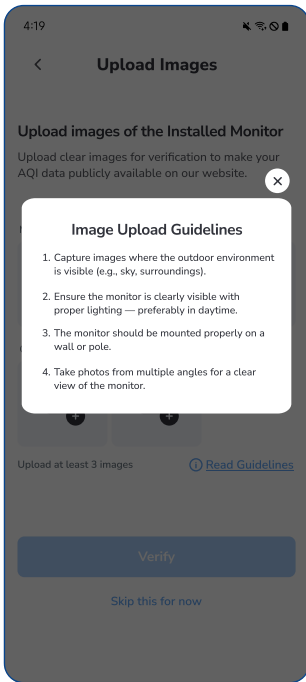 4:19
Upload Images
Upload images of the Installed Monitor
Upload clear images for verification to make your
AQI data publicly available on our website.
Image Upload Guidelines
1. Capture images where the outdoor environment
is visible (e.g., sky, surroundings).
2. Ensure the monitor is clearly visible with
proper lighting — preferably in daytime.
3. The monitor should be mounted properly on a
wall or pole.
4. Take photos from multiple angles for a clear
view of the monitor.
Upload at least 3 images
Read Guidelines
Verify
Skip this for now